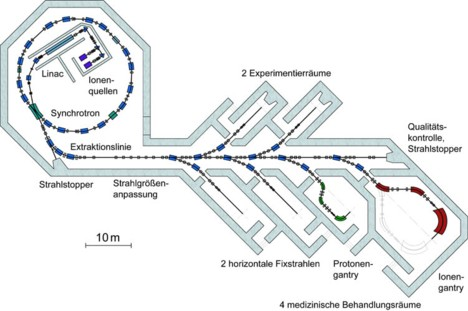 2 Experimentierräume
Linac
Ionen-
quellen
Synchrotron
Qualitäts-
kontrolle,
Strahlstopper
Extraktionslinie
Strahlstopper
Strahlgrößen-
anpassung
10 m
2 horizontale Fixstrahlen
Protonen-
gantry
Ionen-
gantry
4 medizinische Behandlungsräume